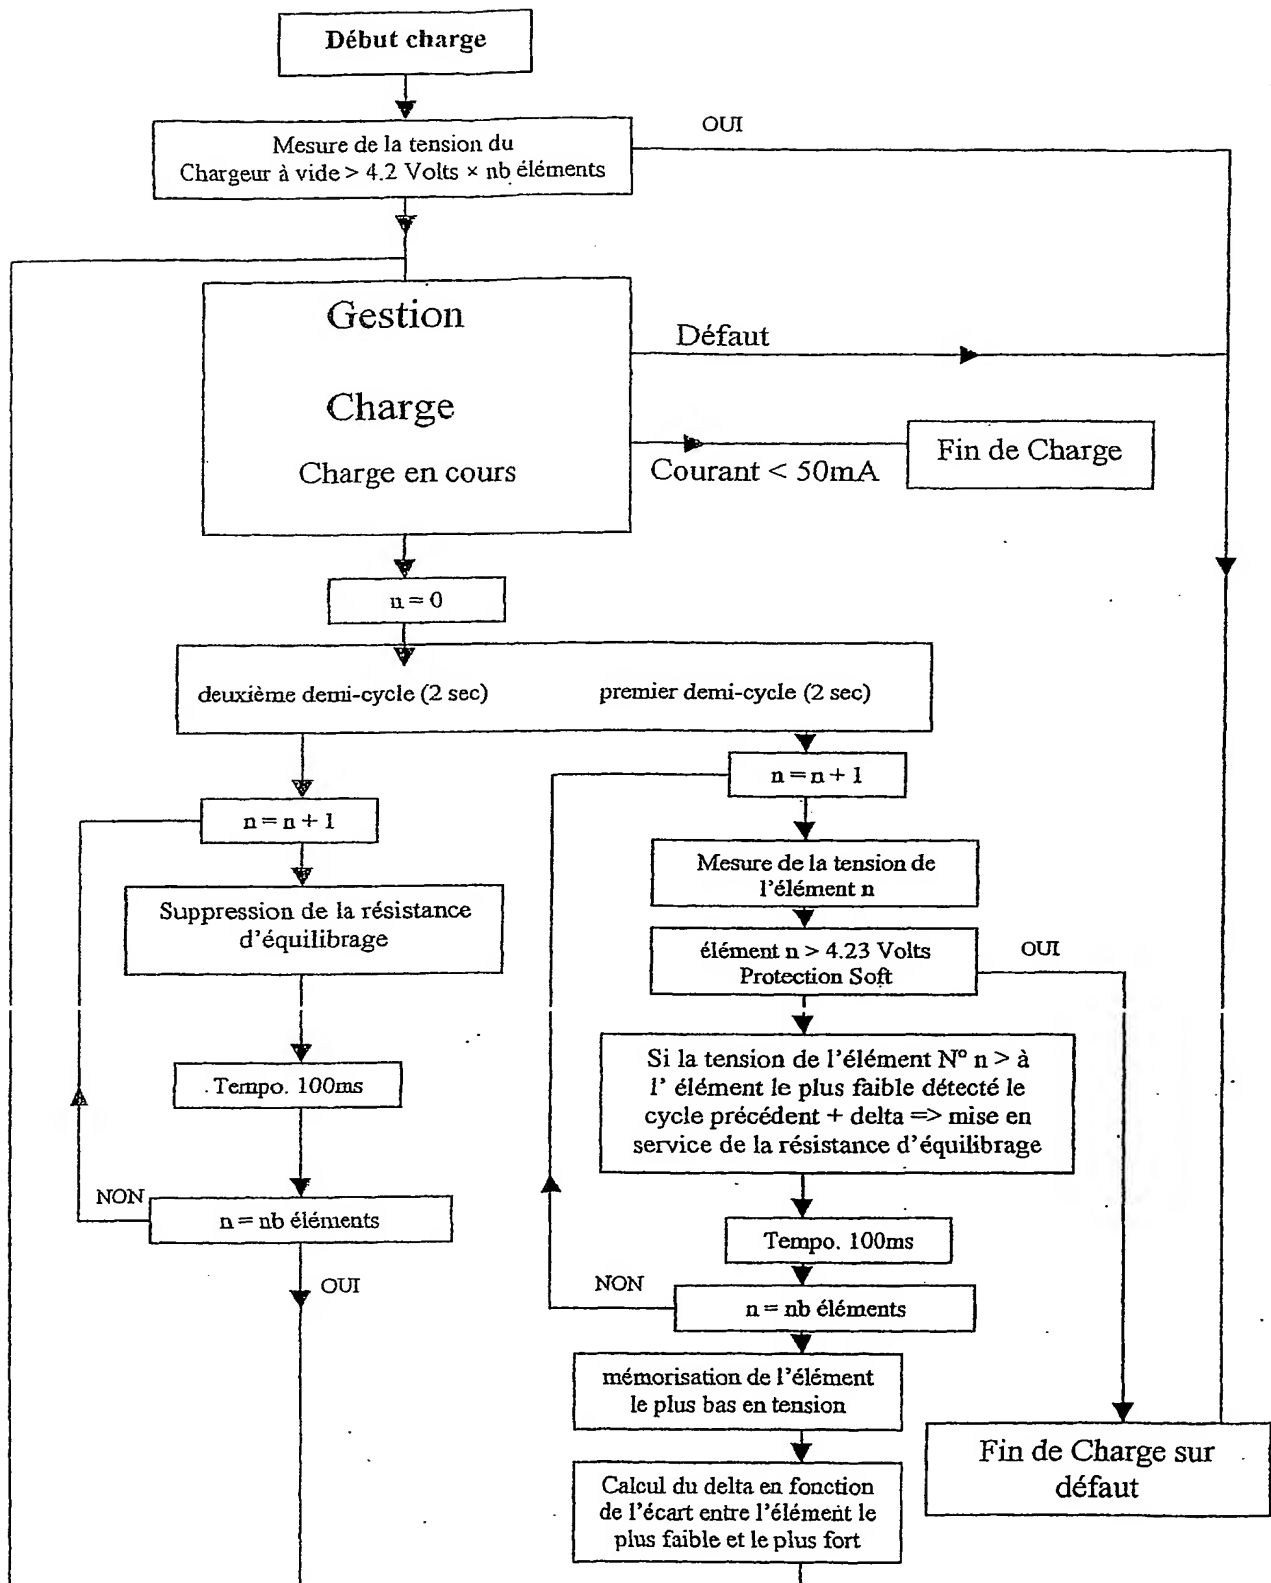 Début charge
Mesure de la tension du
Chargeur à vide > 4.2 Volts × nb éléments
OUI
Gestion
Charge
Charge en cours
Défaut
Courant < 50mA
Fin de Charge
n = 0
deuxième demi-cycle (2 sec)
premier demi-cycle (2 sec)
n = n + 1
Suppression de la résistance
d'équilibrage
Tempo. 100ms
NON
n = nb éléments
OUI
n = n + 1
Mesure de la tension de
l'élément n
élément n > 4.23 Volts
Protection Soft
OUI
Si la tension de l'élément N° n > à
l' élément le plus faible détecté le
cycle précédent + delta => mise en
service de la résistance d'équilibrage
Tempo. 100ms
NON
n = nb éléments
mémorisation de l'élément
le plus bas en tension
Calcul du delta en fonction
de l'écart entre l'élément le
plus faible et le plus fort
Fin de Charge sur
défaut